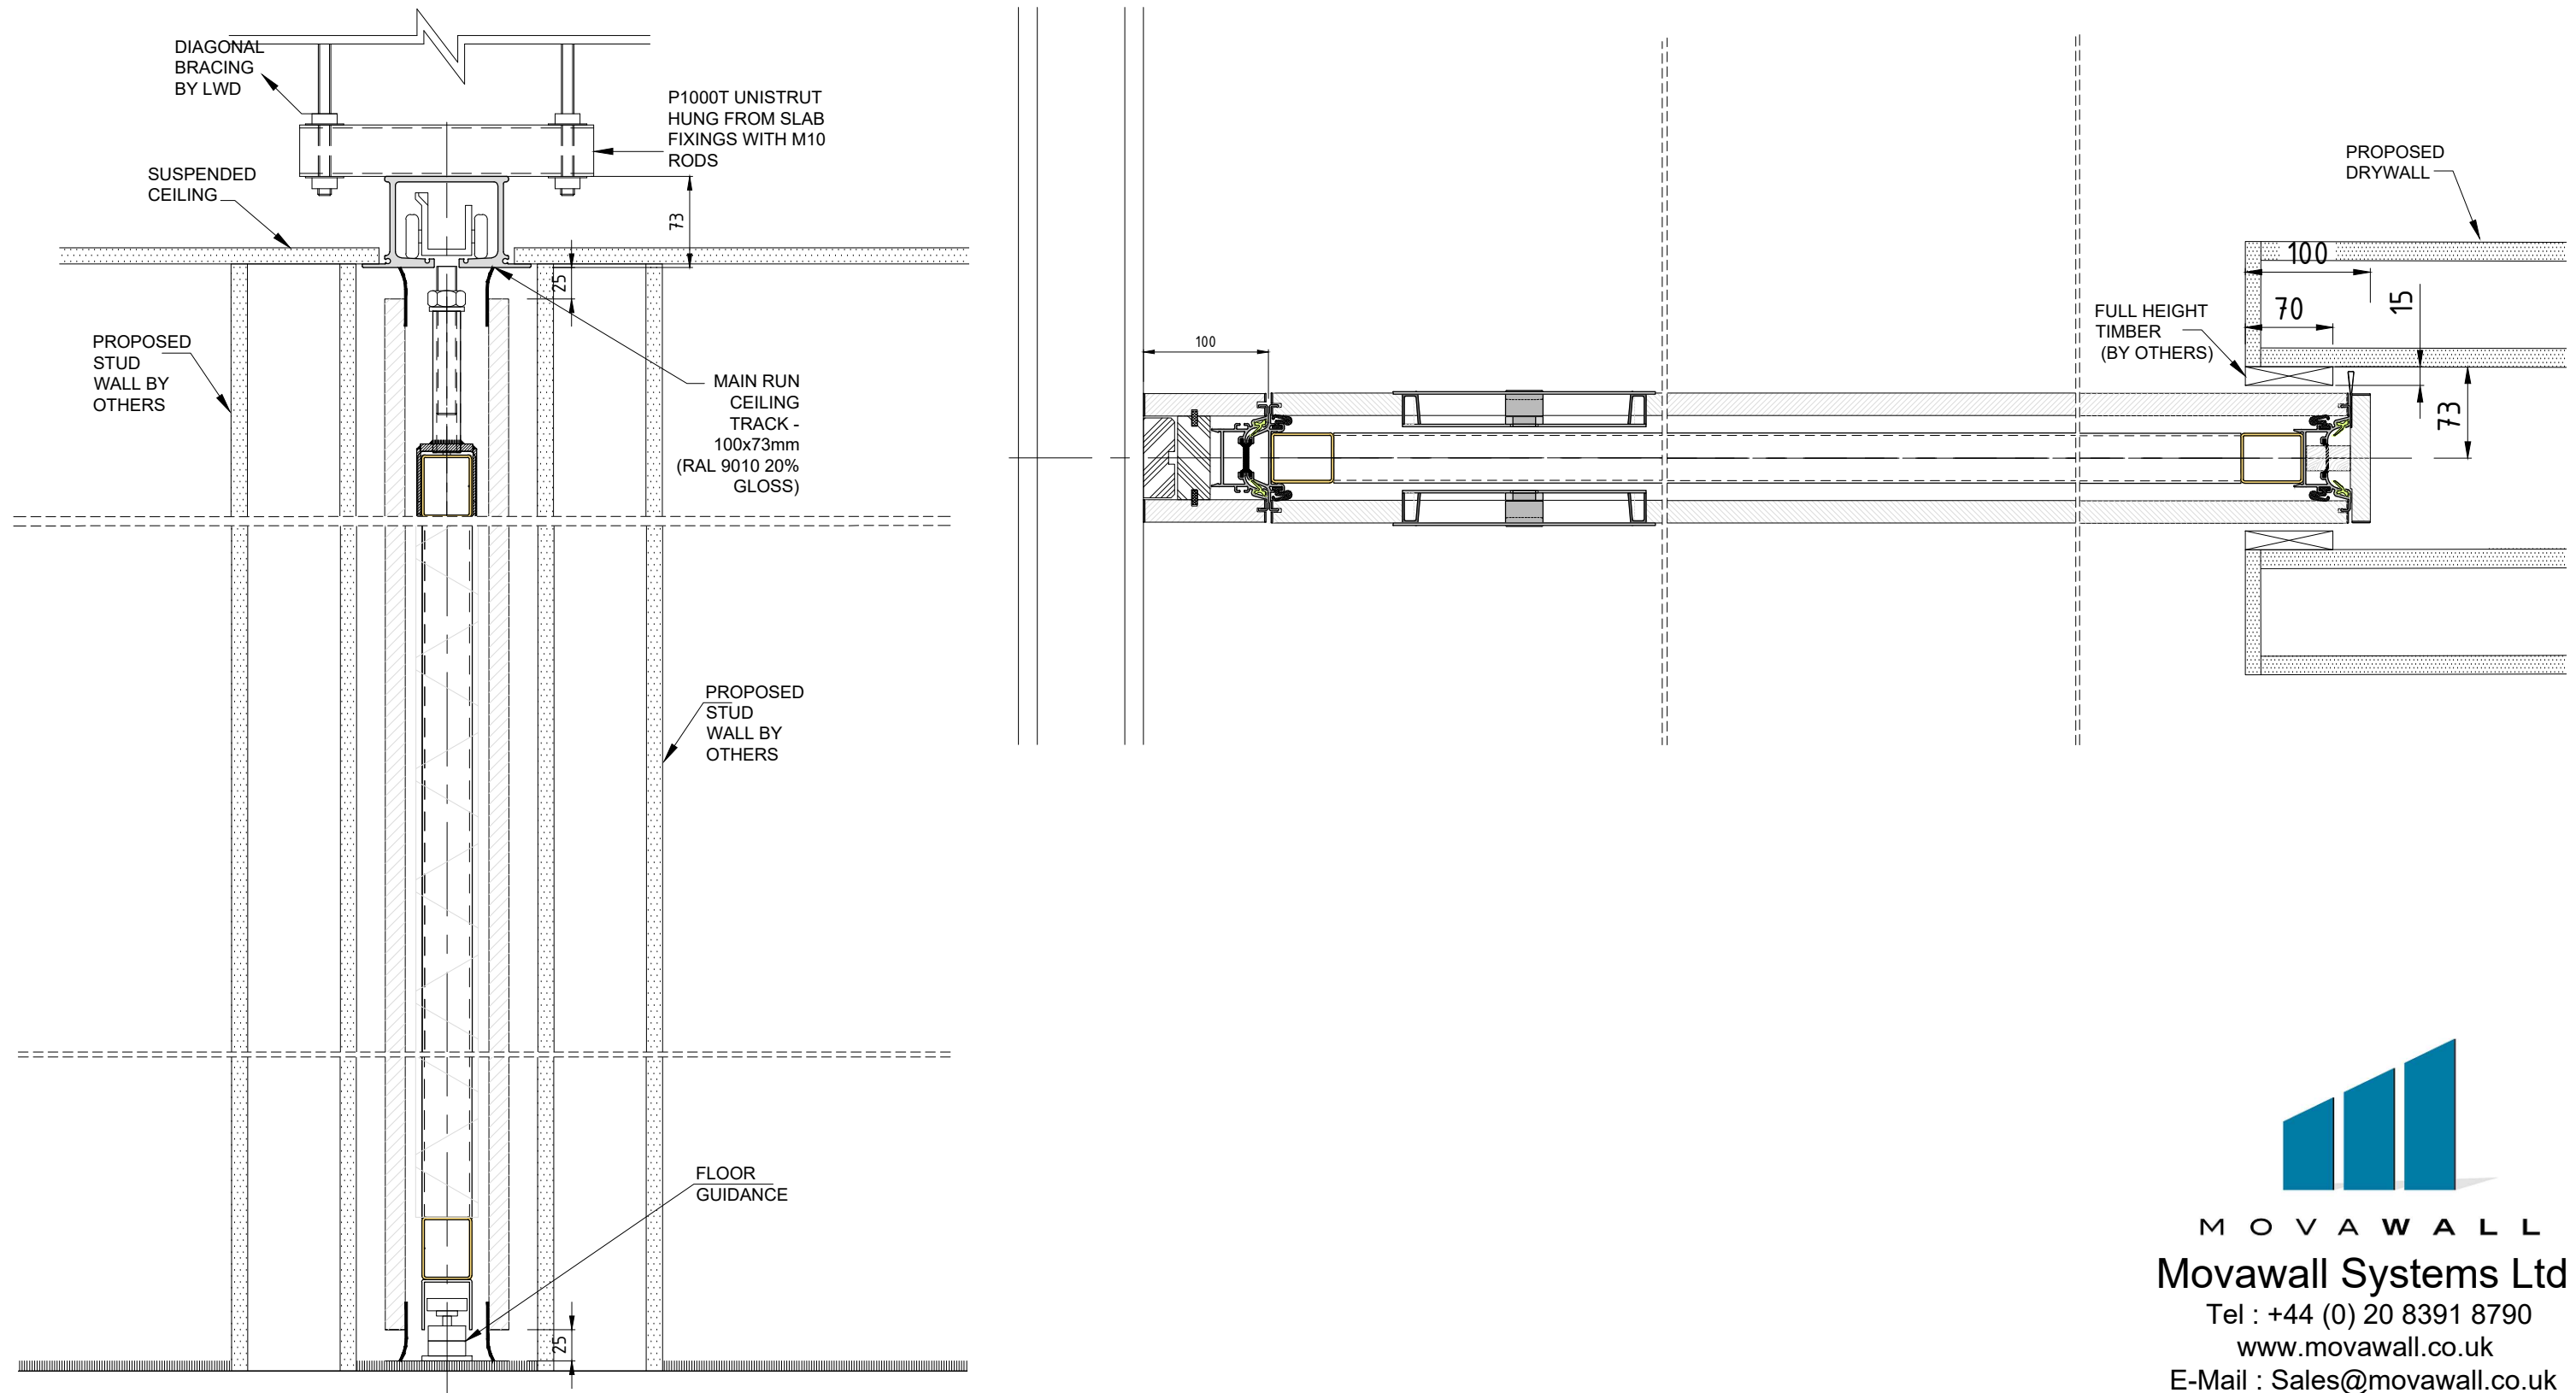 DIAGONAL
BRACING
BY LWD
P1000T UNISTRUT
HUNG FROM SLAB
FIXINGS WITH M10
RODS
SUSPENDED
CEILING
73
25
PROPOSED
STUD
WALL BY
OTHERS
MAIN RUN
CEILING
TRACK -
100x73mm
(RAL 9010 20%
GLOSS)
PROPOSED
STUD
WALL BY
OTHERS
FLOOR
GUIDANCE
25
100
PROPOSED
DRYWALL
100
70
15
FULL HEIGHT
TIMBER
(BY OTHERS)
73
MOVAWALL
Movawall Systems Ltd
Tel : +44 (0) 20 8391 8790
www.movawall.co.uk
E-Mail : Sales@movawall.co.uk